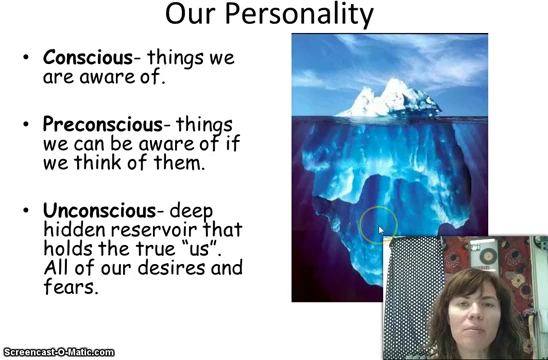 Our Personality
• Conscious- things we
are aware of.
• Preconscious- things
we can be aware of if
we think of them.
• Unconscious- deep
hidden reservoir that
holds the true “us”.
All of our desires and
fears.
Screencast-O-Matic.com